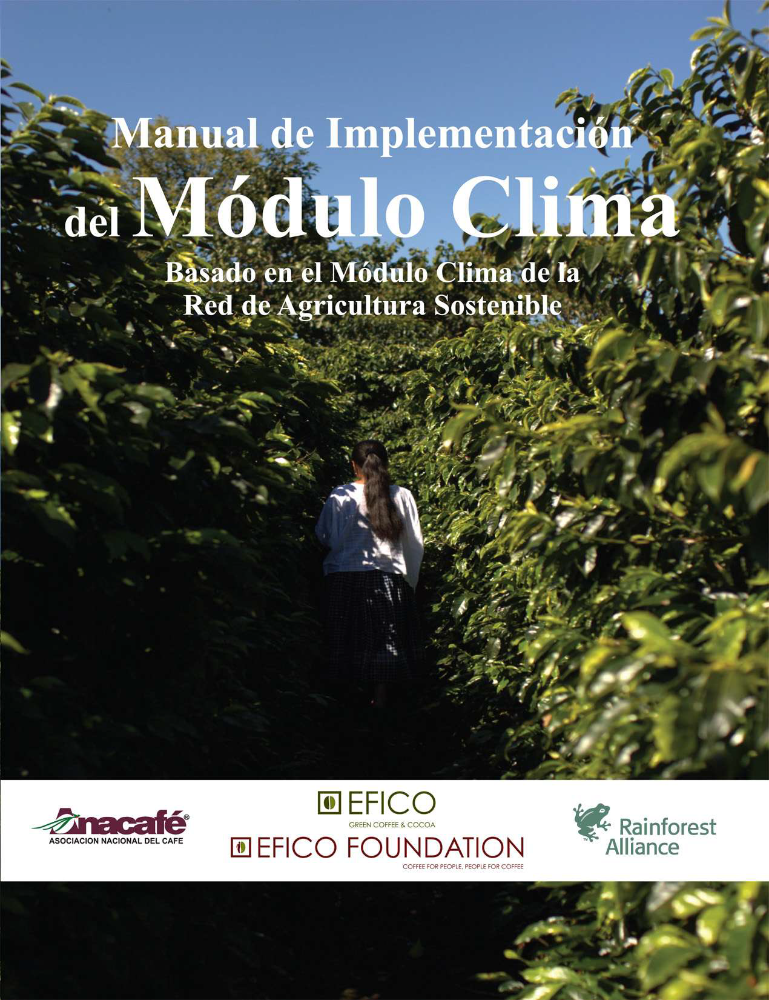 Manual de Implementación
del Módulo Clima
Basado en el Módulo Clima de la
Red de Agricultura Sostenible
Anacafé®
ASOCIACION NACIONAL DEL CAFE
EFICO
GREEN COFFEE & COCOA
EFICO FOUNDATION
COFFEE FOR PEOPLE, PEOPLE FOR COFFEE
Rainforest
Alliance
TM